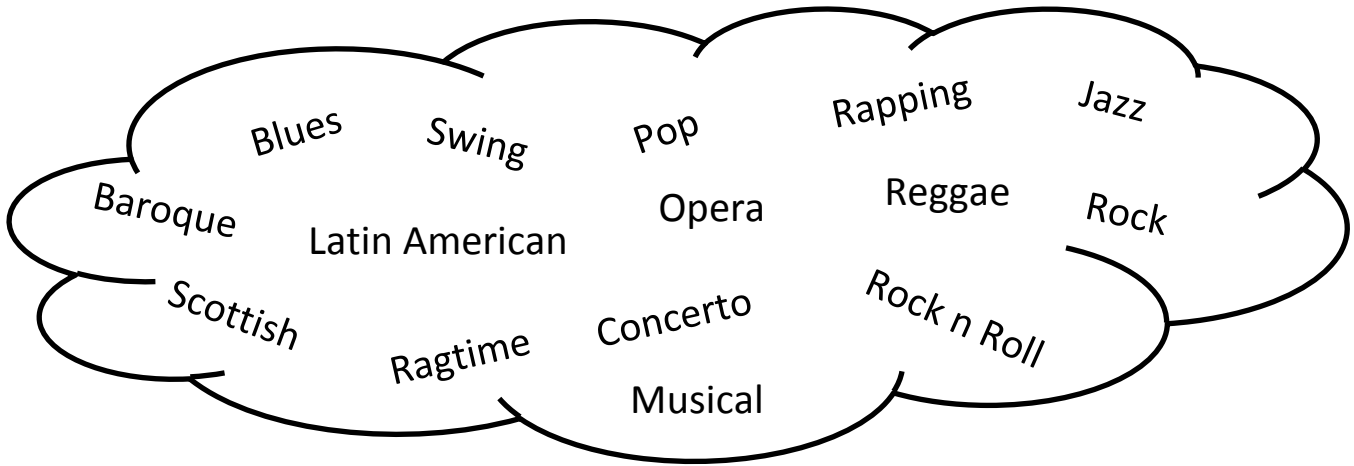 Blues
Swing
Pop
Rapping
Jazz
Baroque
Latin American
Opera
Reggae
Rock
Scottish
Ragtime
Concerto
Rock n Roll
Musical